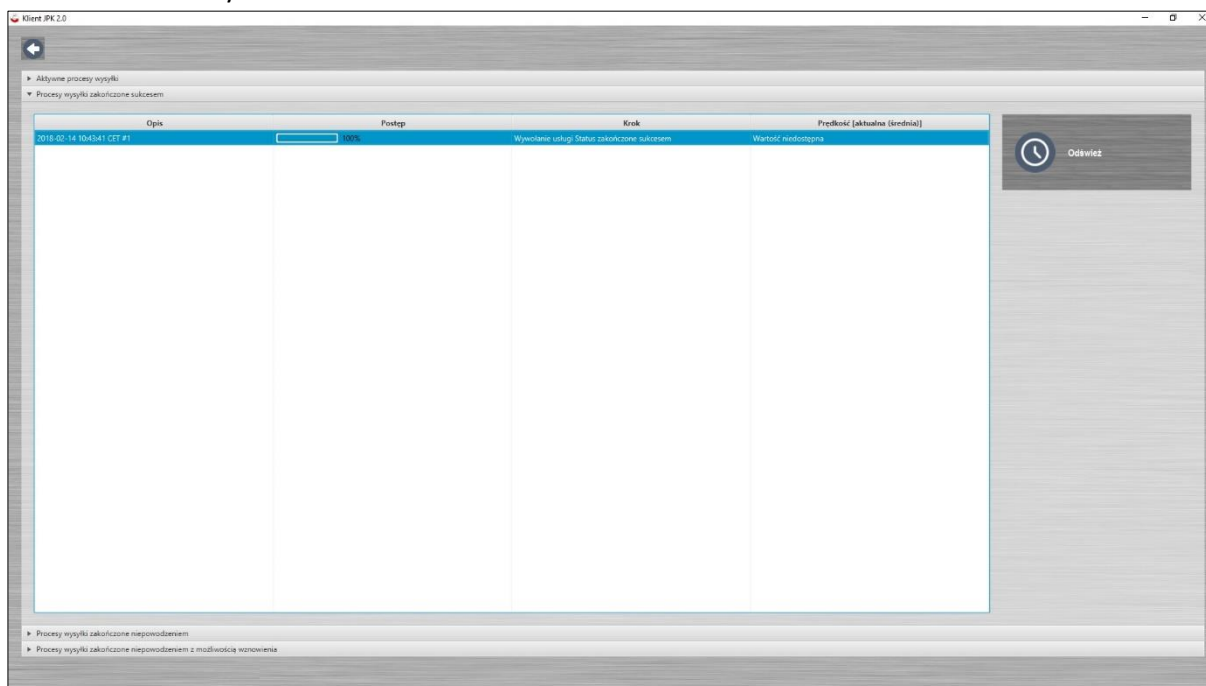 Klient JPK 2.0
Aktywne procesy wysyłki
Procesy wysyłki zakończone sukcesem
Opis Postęp Krok Prędkość [aktualna (średnia)]
2018-02-14 10:43:41 CET #1 100% Wywołanie usługi Status zakończone sukcesem Wartość niedostępna
Odśwież
Procesy wysyłki zakończone niepowodzeniem
Procesy wysyłki zakończone niepowodzeniem z możliwością wznowienia